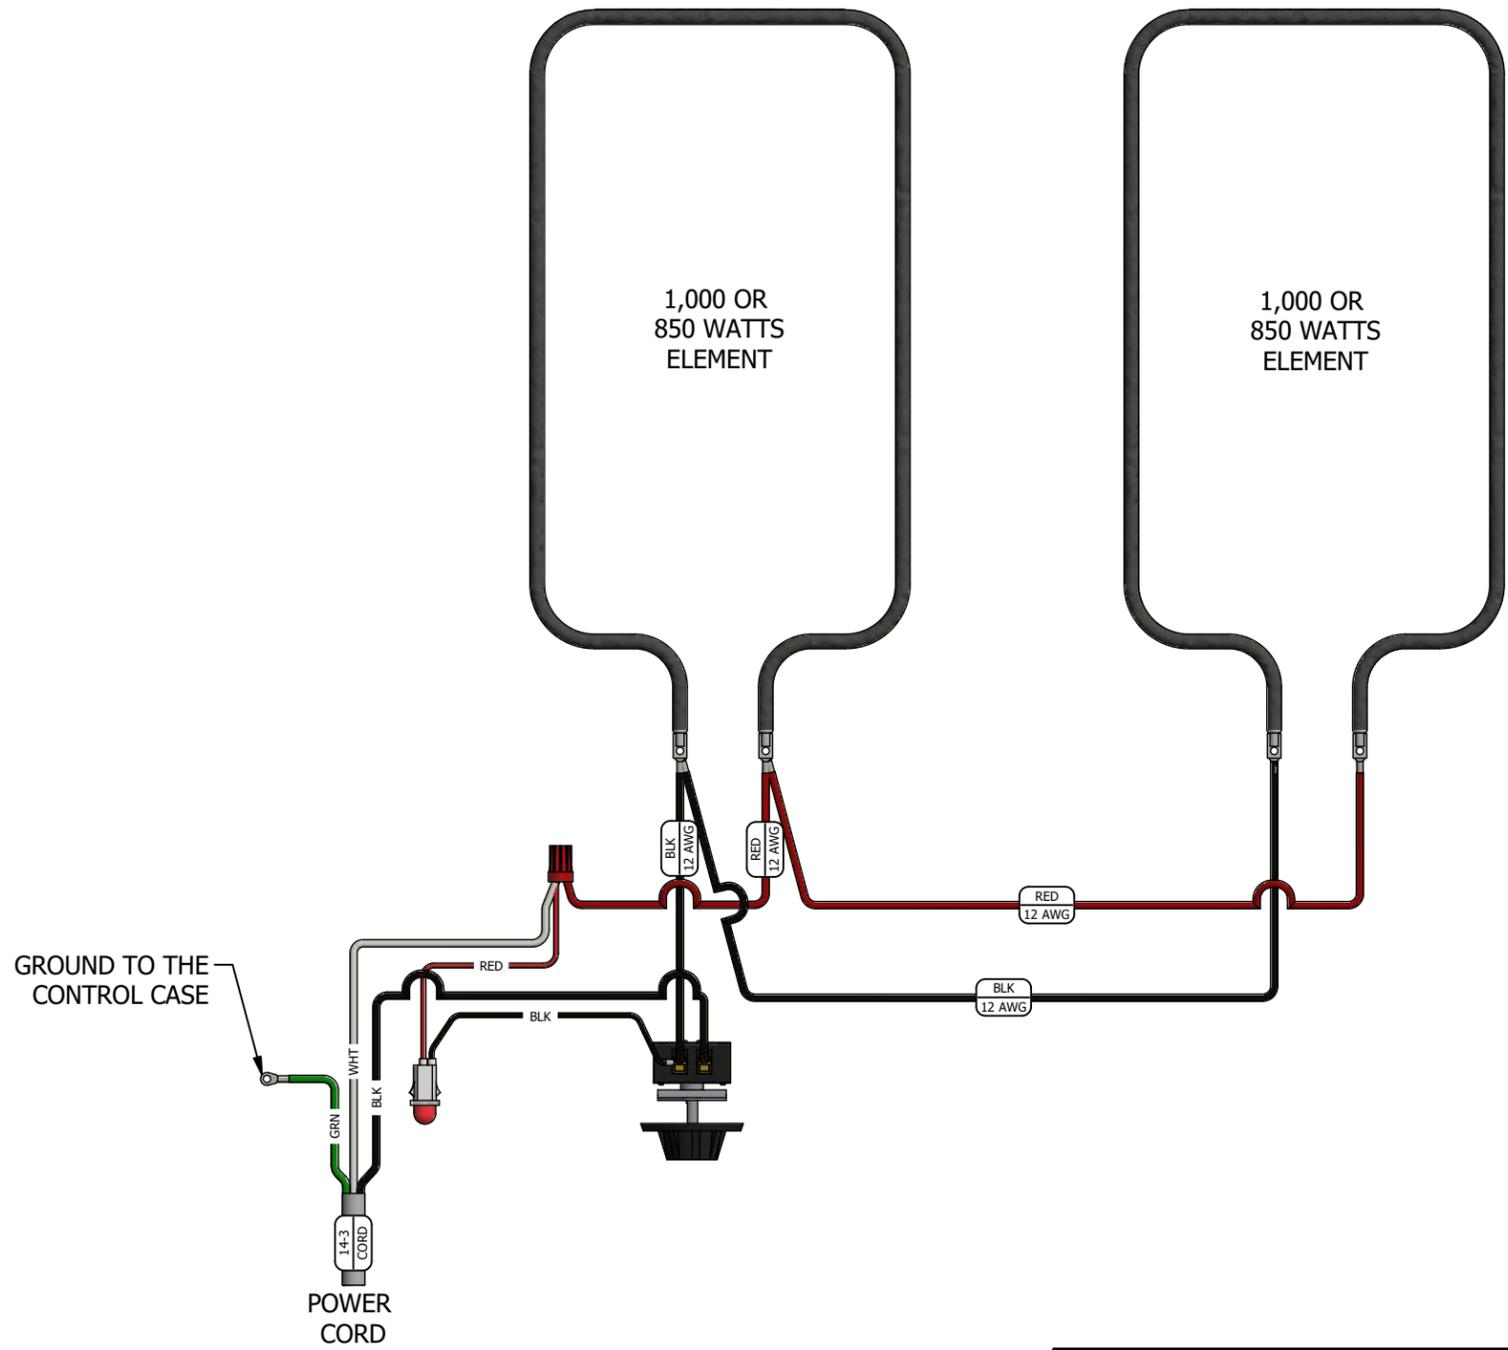 1,000 OR
850 WATTS
ELEMENT
1,000 OR
850 WATTS
ELEMENT
BLK
12 AWG
RED
12 AWG
RED
12 AWG
GROUND TO THE
CONTROL CASE
RED
BLK
12 AWG
BLK
WHT
BLK
GRN
14-3
CORD
POWER
CORD